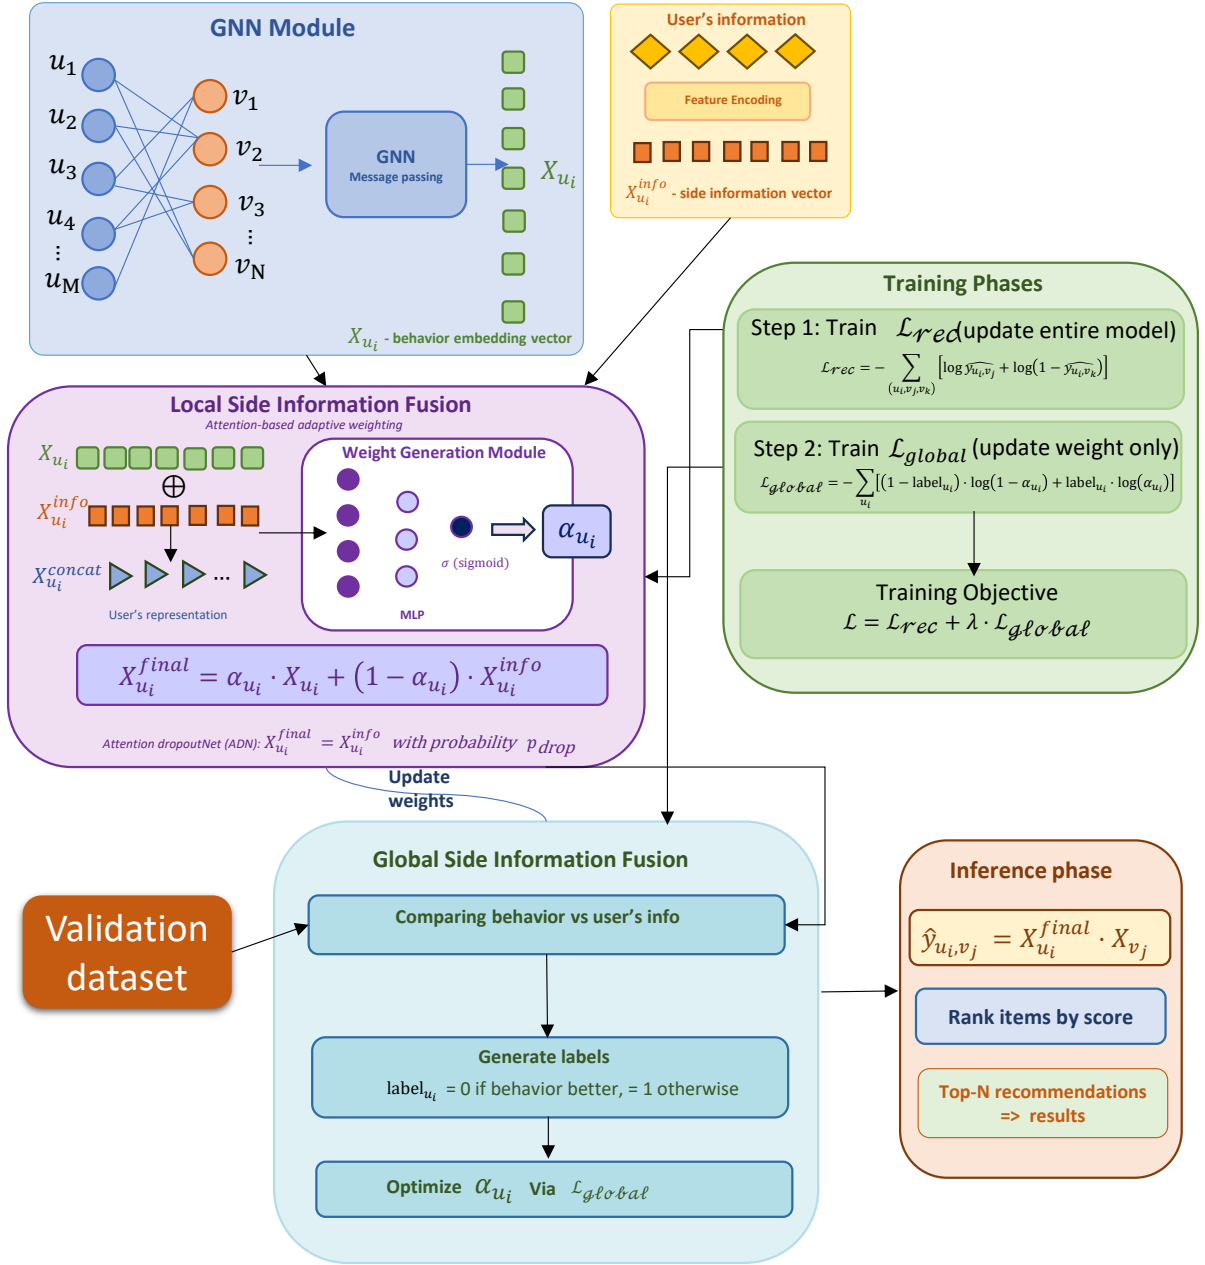 GNN Module
u₁
u₂
u₃
u₄
⋮
u_M
v₁
v₂
v₃
⋮
v_N
GNN
Message passing
X_{u_i}
X_{u_i} - behavior embedding vector
User's information
Feature Encoding
X_{u_i}^{info} - side information vector
Training Phases
Step 1: Train ℒ_{rec}(update entire model)
ℒ_{rec} = − ∑_{(u_i,v_j,v_k)} [log ŷ_{u_i,v_j} + log(1 − ŷ_{u_i,v_k})]
Step 2: Train ℒ_{global} (update weight only)
ℒ_{global} = − ∑_{u_i} [(1 − label_{u_i}) · log(1 − α_{u_i}) + label_{u_i} · log(α_{u_i})]
Training Objective
ℒ = ℒ_{rec} + λ · ℒ_{global}
Local Side Information Fusion
Attention-based adaptive weighting
X_{u_i}
⊕
X_{u_i}^{info}
X_{u_i}^{concat}
...
User's representation
Weight Generation Module
σ (sigmoid)
MLP
α_{u_i}
X_{u_i}^{final} = α_{u_i} · X_{u_i} + (1 − α_{u_i}) · X_{u_i}^{info}
Attention dropoutNet (ADN): X_{u_i}^{final} = X_{u_i}^{info} with probability p_{drop}
Update
weights
Global Side Information Fusion
Comparing behavior vs user's info
Generate labels
label_{u_i} = 0 if behavior better, = 1 otherwise
Optimize α_{u_i} Via ℒ_{global}
Validation
dataset
Inference phase
ŷ_{u_i,v_j} = X_{u_i}^{final} · X_{v_j}
Rank items by score
Top-N recommendations
=> results